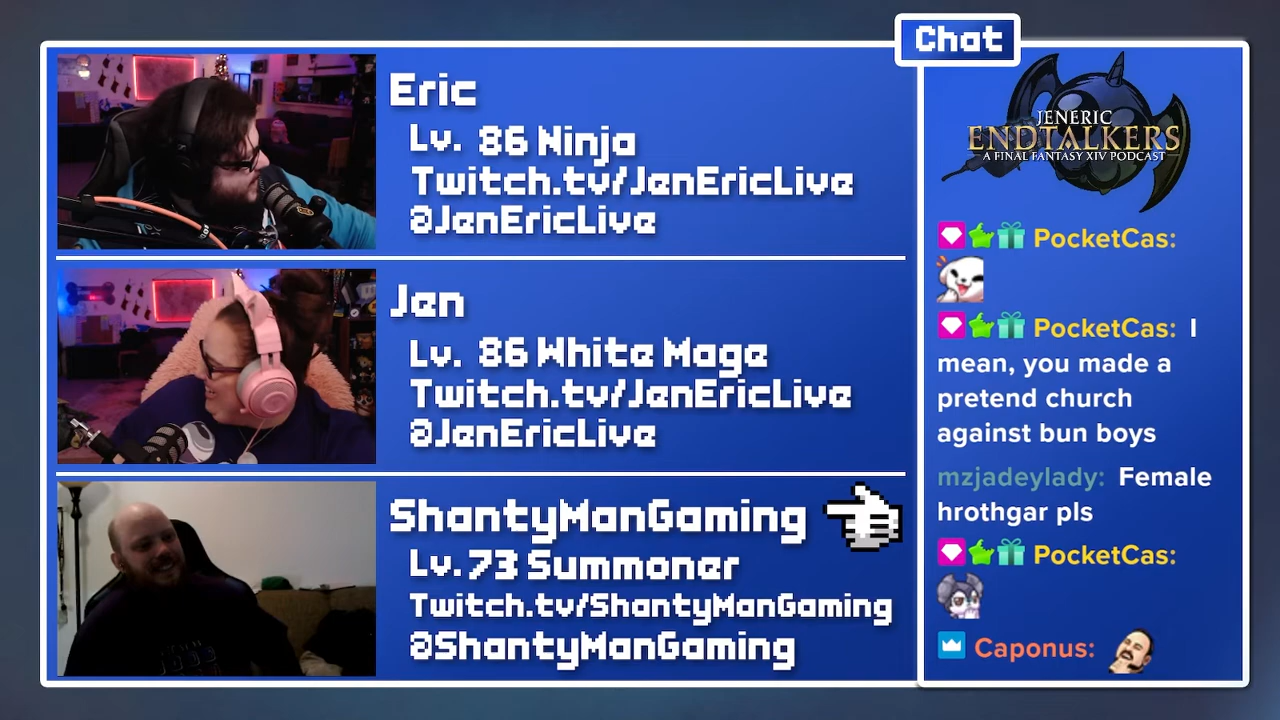 Chat
Eric
Lv. 86 Ninja
Twitch.tv/JenEricLive
@JenEricLive
Jen
Lv. 86 White Mage
Twitch.tv/JenEricLive
@JenEricLive
ShantyManGaming
Lv. 73 Summoner
Twitch.tv/ShantyManGaming
@ShantyManGaming
JENERIC
ENDTALKERS
A FINAL FANTASY XIV PODCAST
PocketCas:
PocketCas: I
mean, you made a
pretend church
against bun boys
mzjadeylady: Female
hrothgar pls
PocketCas:
Caponus: